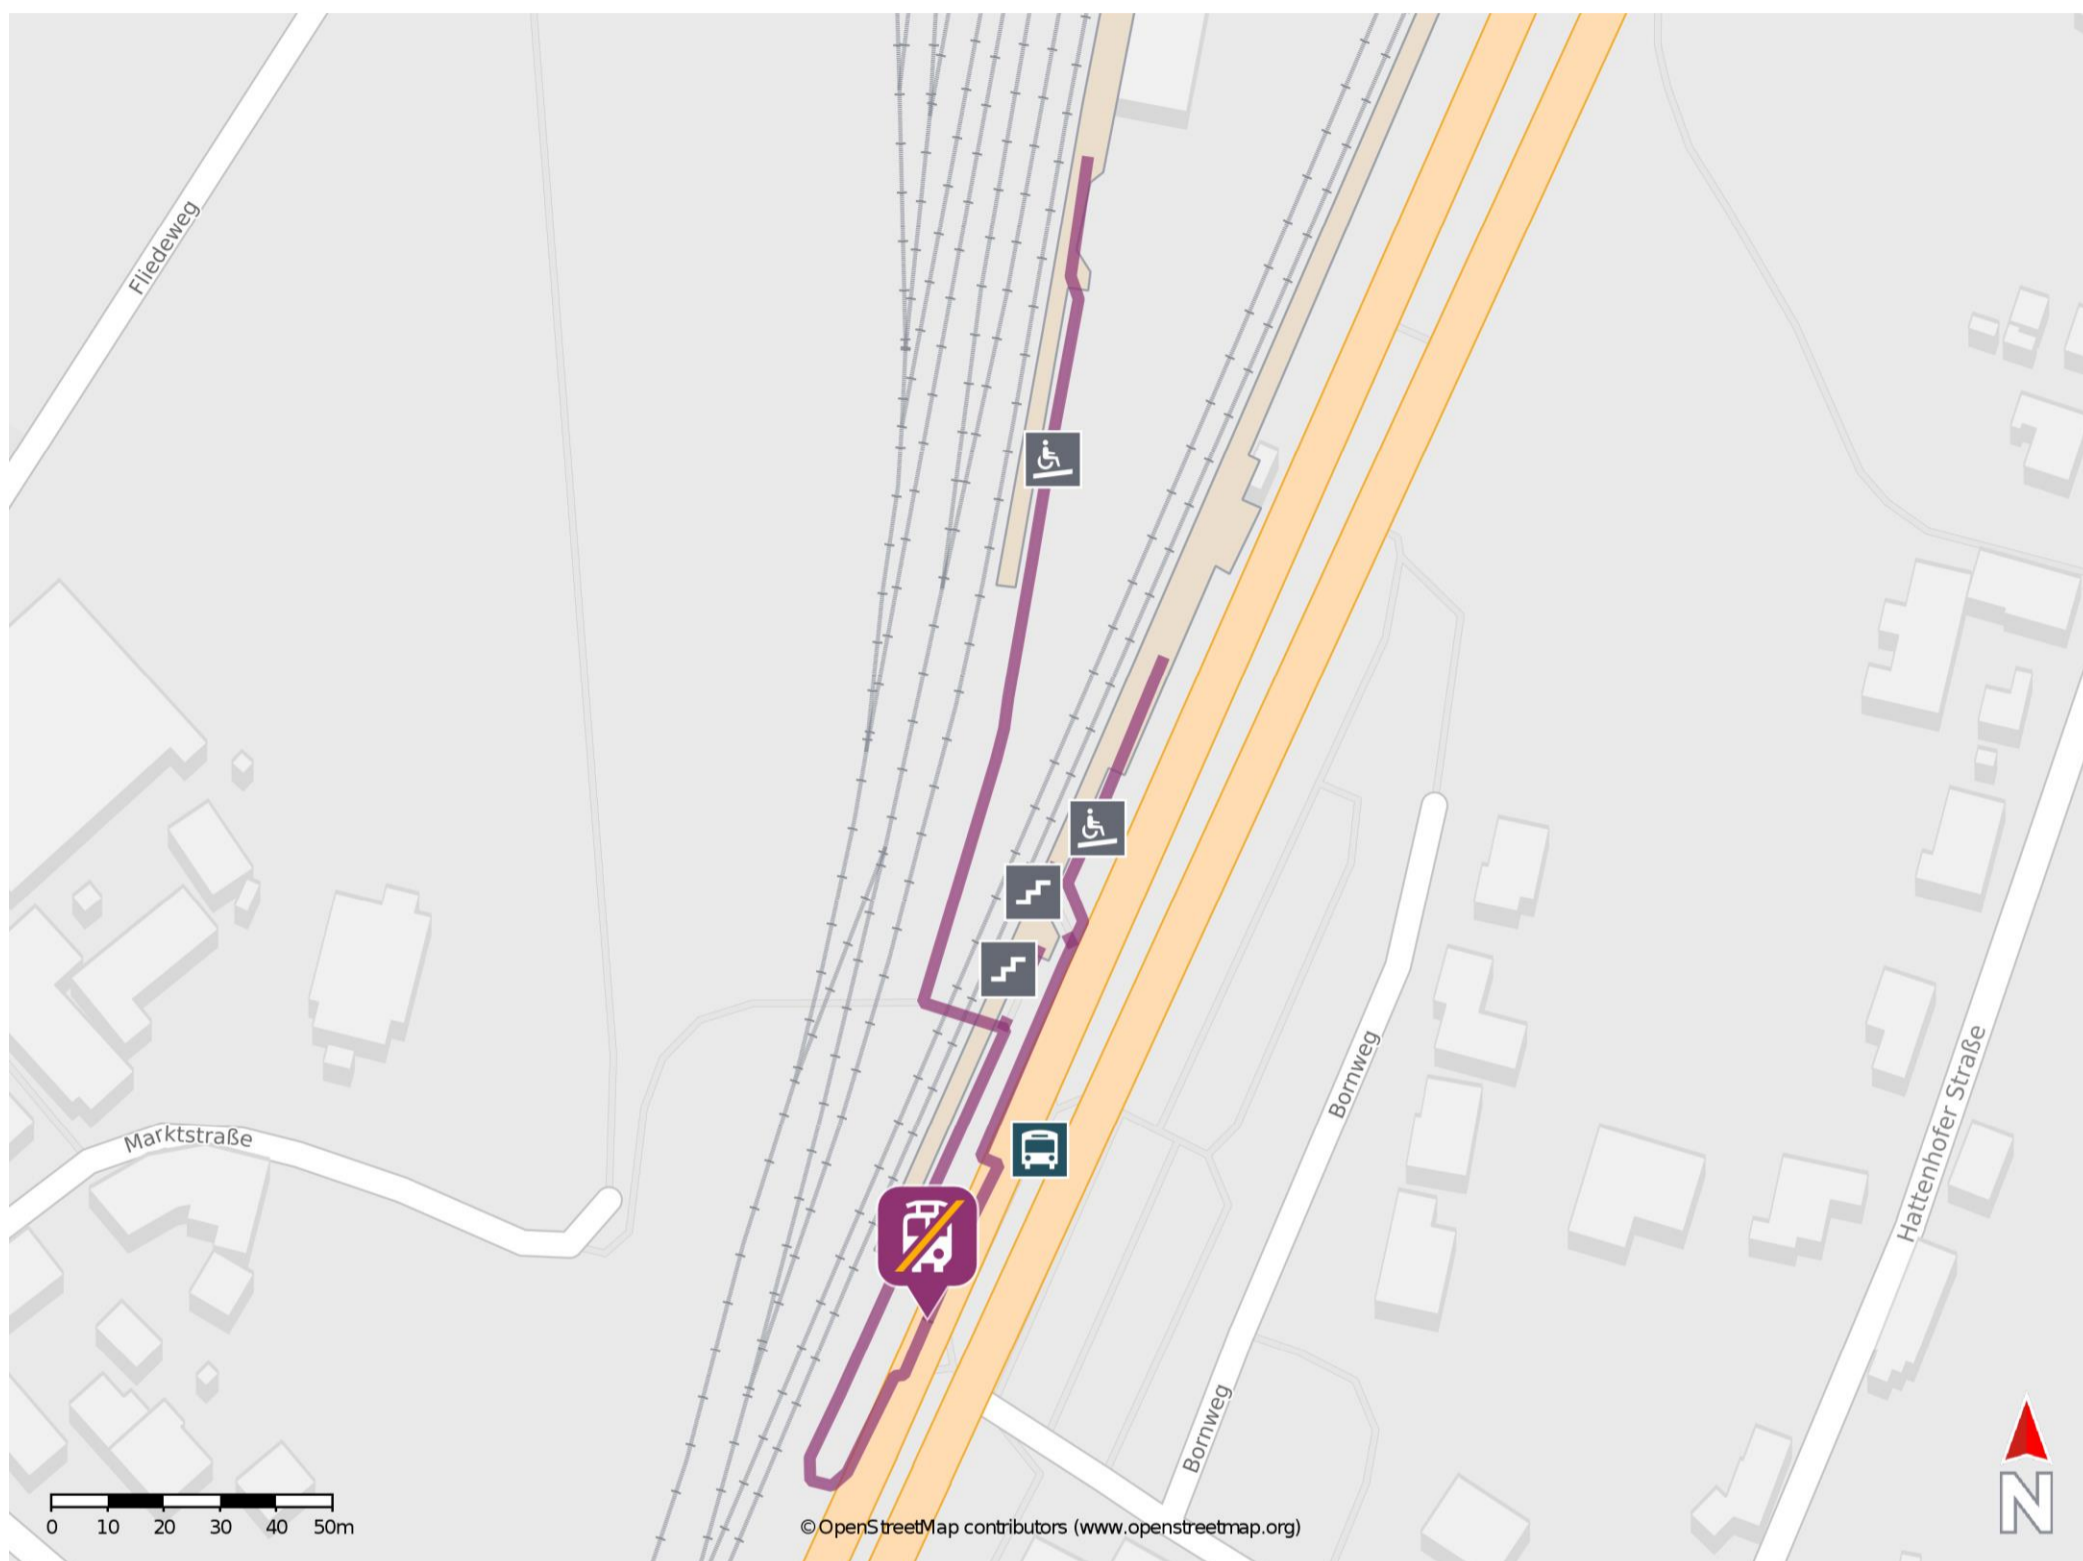 Fliedeweg
Marktstraße
Bornweg
Hattenhofer Straße
Bornweg
0 10 20 30 40 50m
© OpenStreetMap contributors (www.openstreetmap.org)
N